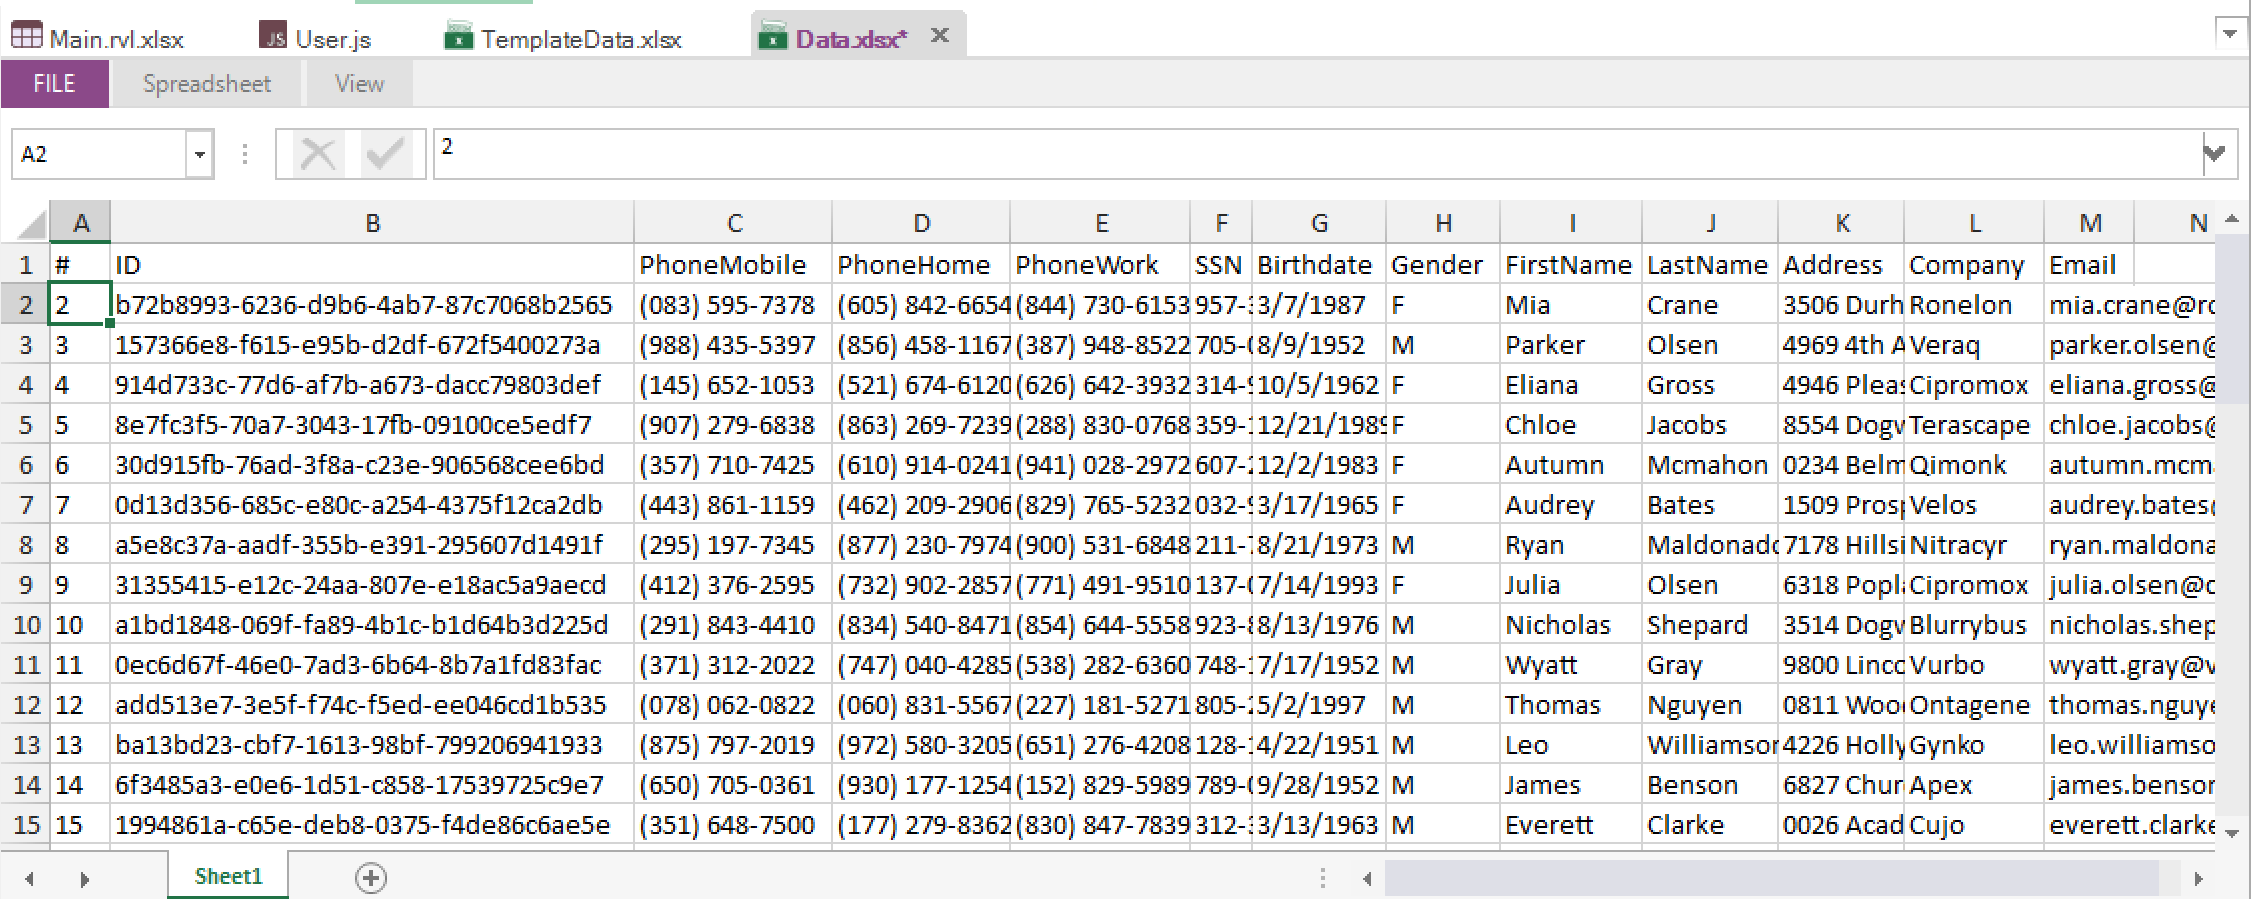 Main.rvl.xlsx JS User.js TemplateData.xlsx Data.xlsx*
FILE Spreadsheet View
A2 2
A B C D E F G H I J K L M N
1 # ID PhoneMobile PhoneHome PhoneWork SSN Birthdate Gender FirstName LastName Address Company Email
2 2 b72b8993-6236-d9b6-4ab7-87c7068b2565 (083) 595-7378 (605) 842-6654 (844) 730-6153 957- 3/7/1987 F Mia Crane 3506 Durh Ronelon mia.crane@ro
3 3 157366e8-f615-e95b-d2df-672f5400273a (988) 435-5397 (856) 458-1167 (387) 948-8522 705- 8/9/1952 M Parker Olsen 4969 4th A Veraq parker.olsen@
4 4 914d733c-77d6-af7b-a673-dacc79803def (145) 652-1053 (521) 674-6120 (626) 642-3932 314- 10/5/1962 F Eliana Gross 4946 Pleas Cipromox eliana.gross@
5 5 8e7fc3f5-70a7-3043-17fb-09100ce5edf7 (907) 279-6838 (863) 269-7239 (288) 830-0768 359- 12/21/1989 F Chloe Jacobs 8554 Dogw Terascape chloe.jacobs@
6 6 30d915fb-76ad-3f8a-c23e-906568cee6bd (357) 710-7425 (610) 914-0241 (941) 028-2972 607- 12/2/1983 F Autumn Mcmahon 0234 Belm Qimonk autumn.mcma
7 7 0d13d356-685c-e80c-a254-4375f12ca2db (443) 861-1159 (462) 209-2906 (829) 765-5232 032- 3/17/1965 F Audrey Bates 1509 Prosp Velos audrey.bates@
8 8 a5e8c37a-aadf-355b-e391-295607d1491f (295) 197-7345 (877) 230-7974 (900) 531-6848 211- 8/21/1973 M Ryan Maldonado 7178 Hillsi Nitracyr ryan.maldona
9 9 31355415-e12c-24aa-807e-e18ac5a9aecd (412) 376-2595 (732) 902-2857 (771) 491-9510 137- 7/14/1993 F Julia Olsen 6318 Popla Cipromox julia.olsen@c
10 10 a1bd1848-069f-fa89-4b1c-b1d64b3d225d (291) 843-4410 (834) 540-8471 (854) 644-5558 923- 8/13/1976 M Nicholas Shepard 3514 Dogw Blurrybus nicholas.shep
11 11 0ec6d67f-46e0-7ad3-6b64-8b7a1fd83fac (371) 312-2022 (747) 040-4285 (538) 282-6360 748- 7/17/1952 M Wyatt Gray 9800 Linco Vurbo wyatt.gray@v
12 12 add513e7-3e5f-f74c-f5ed-ee046cd1b535 (078) 062-0822 (060) 831-5567 (227) 181-5271 805- 5/2/1997 M Thomas Nguyen 0811 Wood Ontagene thomas.nguye
13 13 ba13bd23-cbf7-1613-98bf-799206941933 (875) 797-2019 (972) 580-3205 (651) 276-4208 128- 4/22/1951 M Leo Williamson 4226 Holly Gynko leo.williamso
14 14 6f3485a3-e0e6-1d51-c858-17539725c9e7 (650) 705-0361 (930) 177-1254 (152) 829-5989 789- 9/28/1952 M James Benson 6827 Chur Apex james.benson
15 15 1994861a-c65e-deb8-0375-f4de86c6ae5e (351) 648-7500 (177) 279-8362 (830) 847-7839 312- 3/13/1963 M Everett Clarke 0026 Acad Cujo everett.clarke
Sheet1